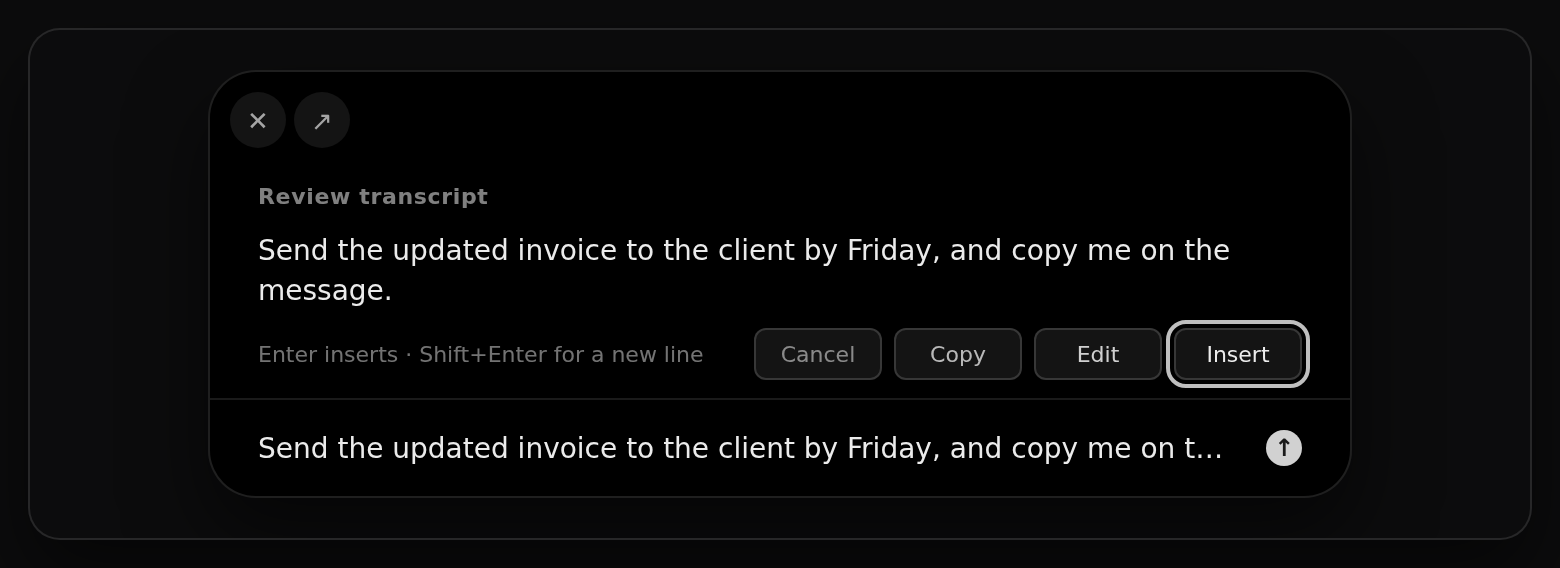 Review transcript
Send the updated invoice to the client by Friday, and copy me on the
message.
Enter inserts · Shift+Enter for a new line
Cancel
Copy
Edit
Insert
Send the updated invoice to the client by Friday, and copy me on t…